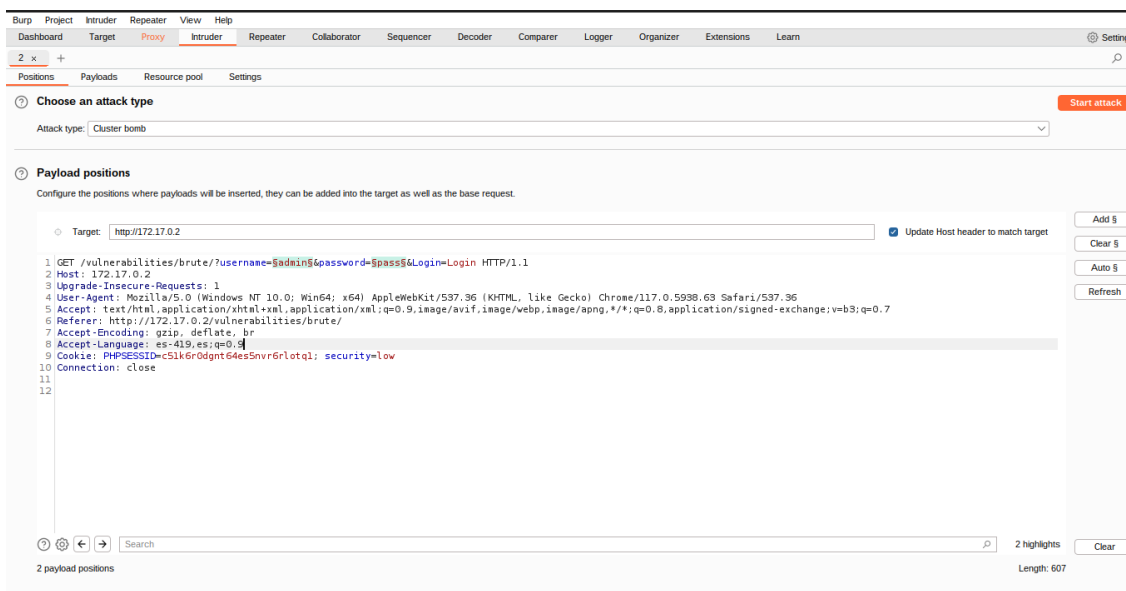 Burp Project Intruder Repeater View Help
Dashboard Target Proxy Intruder Repeater Collaborator Sequencer Decoder Comparer Logger Organizer Extensions Learn Setting
2 × +
Positions Payloads Resource pool Settings
? Choose an attack type
Start attack
Attack type: Cluster bomb
? Payload positions
Configure the positions where payloads will be inserted, they can be added into the target as well as the base request.
Add §
Target: http://172.17.0.2 Update Host header to match target
Clear §
1 GET /vulnerabilities/brute/?username=§admin§&password=§pass§&Login=Login HTTP/1.1
Auto §
2 Host: 172.17.0.2
3 Upgrade-Insecure-Requests: 1
Refresh
4 User-Agent: Mozilla/5.0 (Windows NT 10.0; Win64; x64) AppleWebKit/537.36 (KHTML, like Gecko) Chrome/117.0.5938.63 Safari/537.36
5 Accept: text/html,application/xhtml+xml,application/xml;q=0.9,image/avif,image/webp,image/apng,*/*;q=0.8,application/signed-exchange;v=b3;q=0.7
6 Referer: http://172.17.0.2/vulnerabilities/brute/
7 Accept-Encoding: gzip, deflate, br
8 Accept-Language: es-419,es;q=0.9
9 Cookie: PHPSESSID=c51k6r0dgnt64es5nvr6rlotq1; security=low
10 Connection: close
11
12
? Search 2 highlights Clear
2 payload positions Length: 607